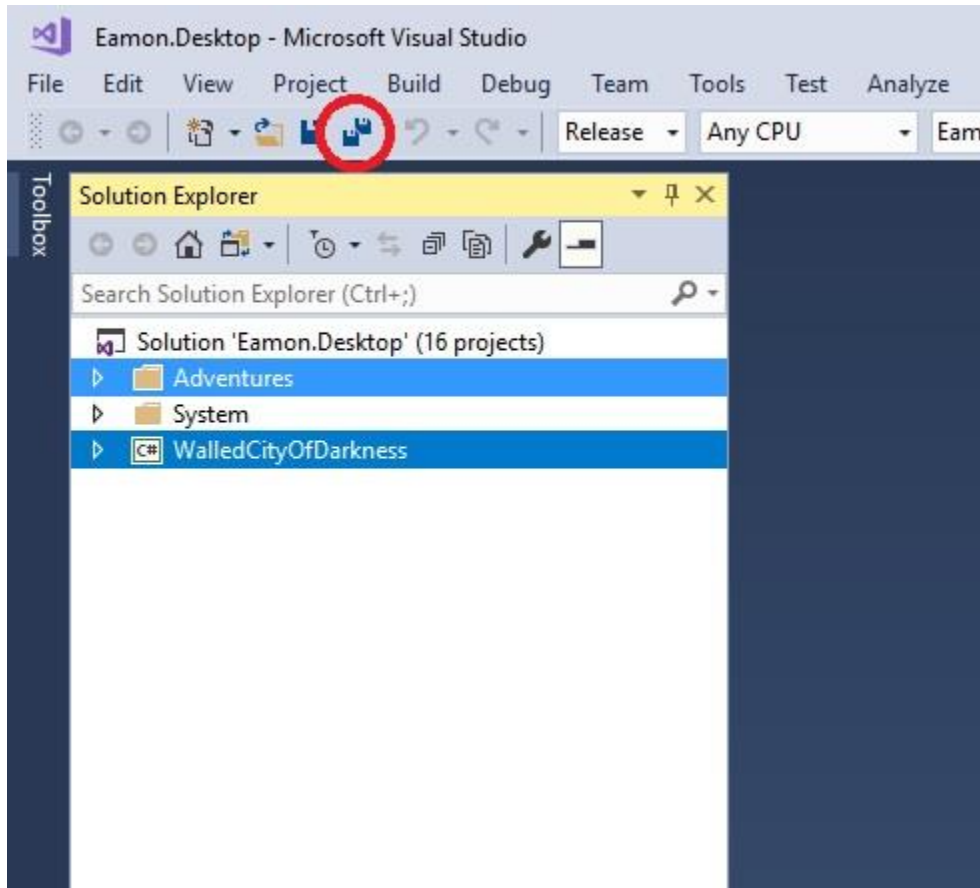 Eamon.Desktop - Microsoft Visual Studio
File Edit View Project Build Debug Team Tools Test Analyze
Release Any CPU Eam
Toolbox
Solution Explorer
Search Solution Explorer (Ctrl+;)
Solution 'Eamon.Desktop' (16 projects)
Adventures
System
C# WalledCityOfDarkness